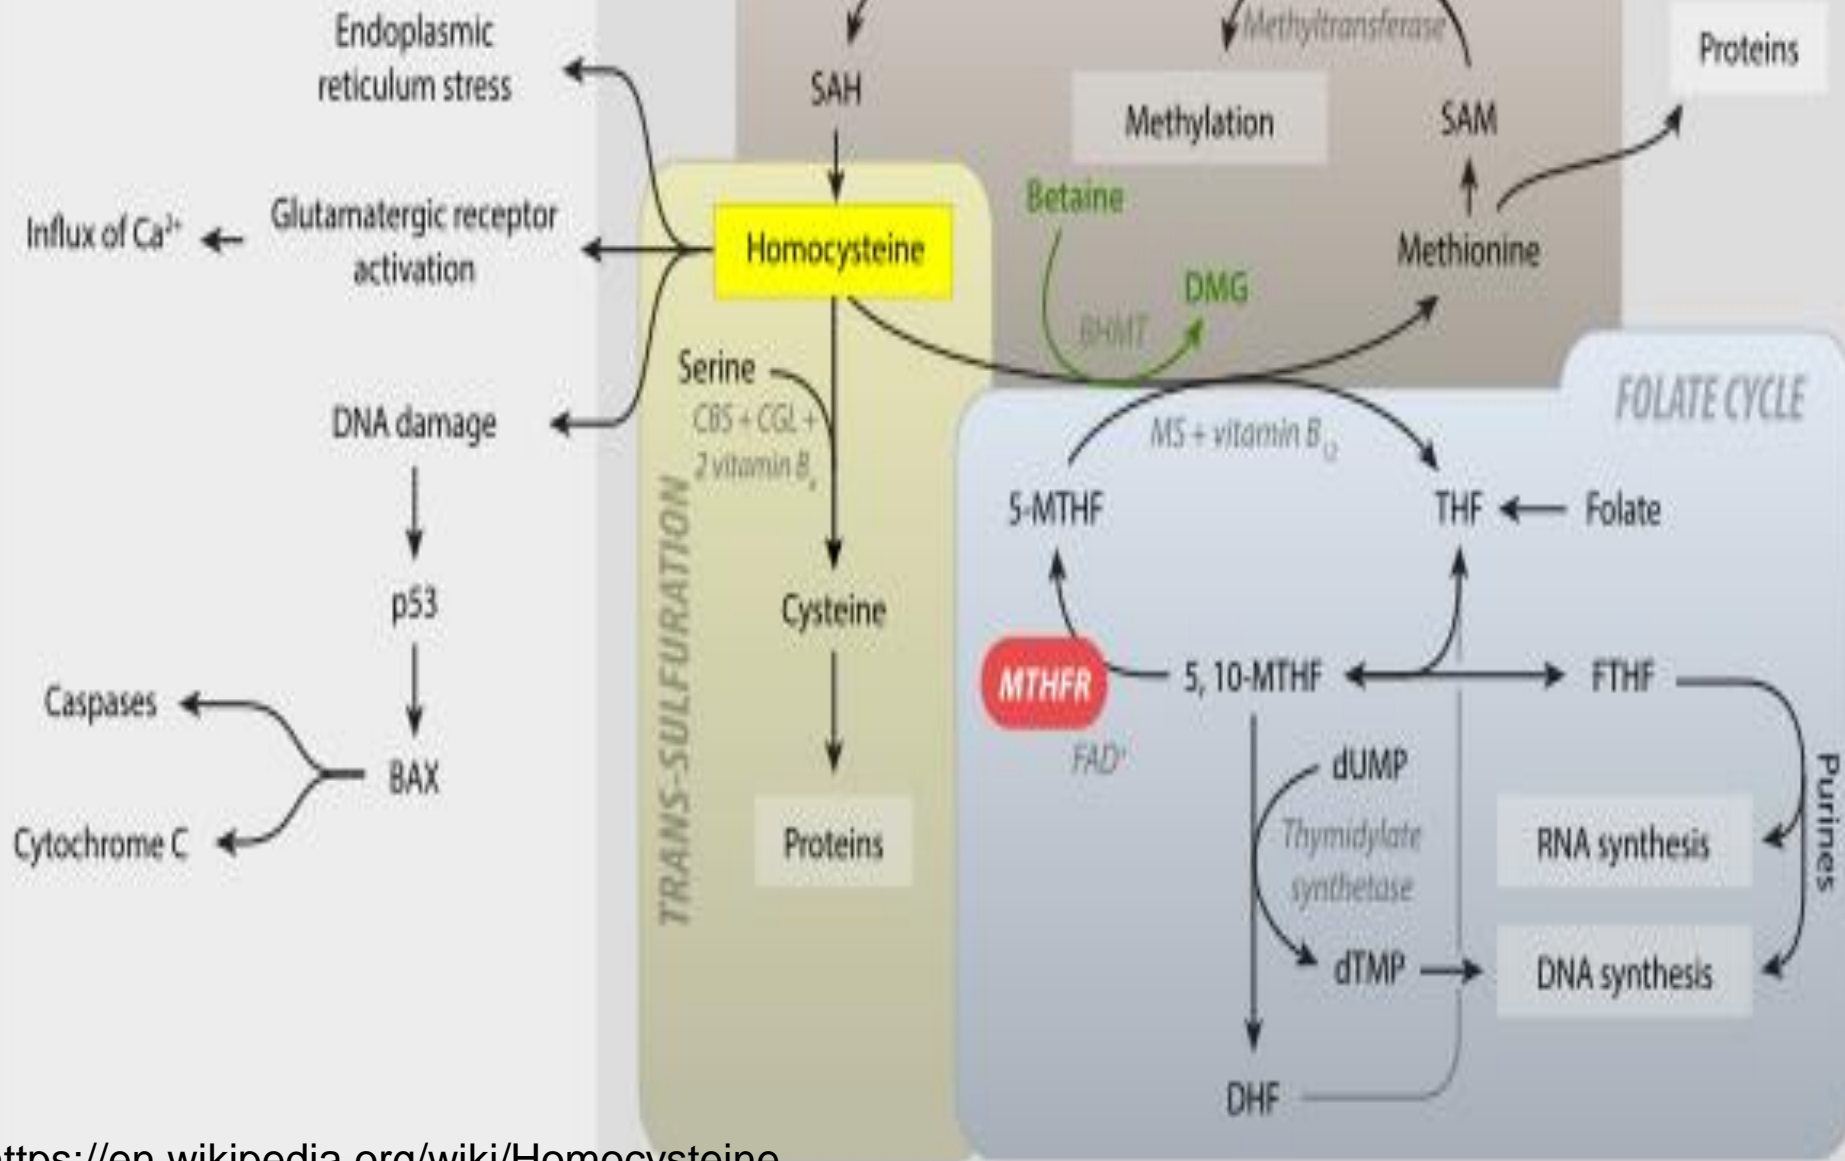 Endoplasmic
reticulum stress
SAH
Methyltransferase
Methylation
SAM
Proteins
Influx of Ca²⁺
Glutamatergic receptor
activation
Homocysteine
Betaine
DMG
BHMT
Methionine
DNA damage
Serine
CBS + CGL +
2 vitamin B
MS + vitamin B₁₂
FOLATE CYCLE
5-MTHF
THF
Folate
p53
Cysteine
TRANS-SULFURATION
MTHFR
5, 10-MTHF
FTHF
FAD⁺
Caspases
BAX
Cytochrome C
Proteins
dUMP
Thymidylate
synthetase
dTMP
RNA synthesis
DNA synthesis
Purines
DHF
ttps://en.wikipedia.org/wiki/Homocysteine